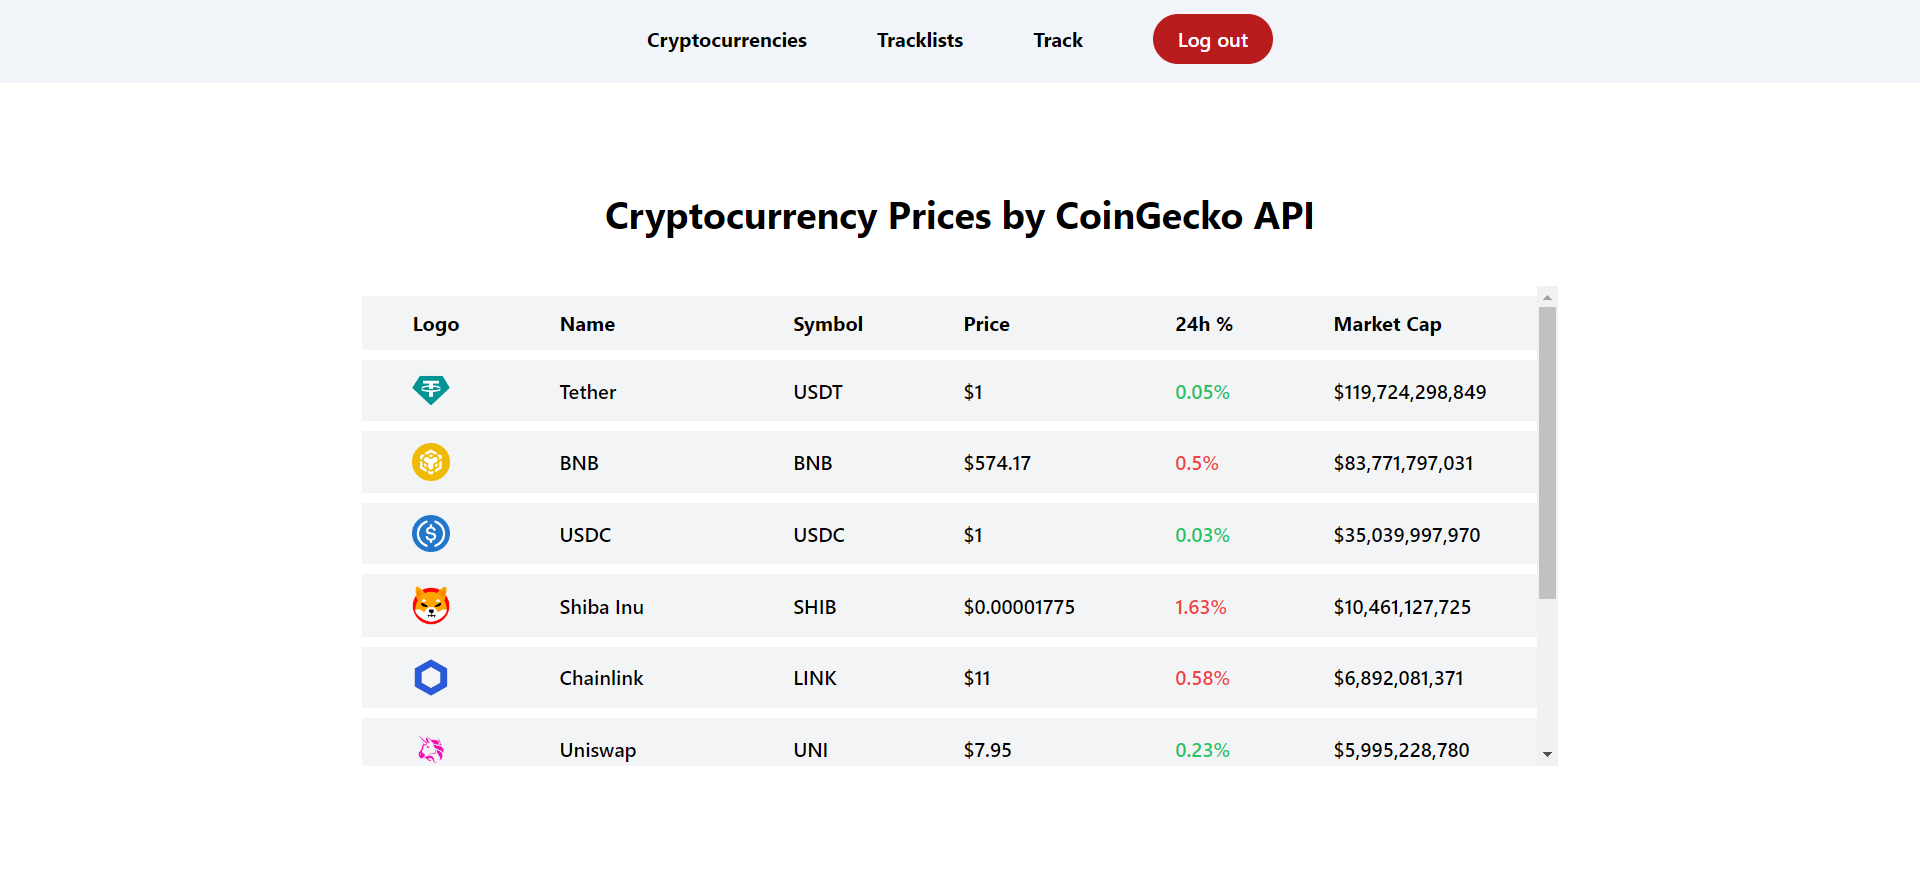 Cryptocurrencies Tracklists Track Log out
Cryptocurrency Prices by CoinGecko API
Logo Name Symbol Price 24h % Market Cap
Tether USDT $1 0.05% $119,724,298,849
BNB BNB $574.17 0.5% $83,771,797,031
USDC USDC $1 0.03% $35,039,997,970
Shiba Inu SHIB $0.00001775 1.63% $10,461,127,725
Chainlink LINK $11 0.58% $6,892,081,371
Uniswap UNI $7.95 0.23% $5,995,228,780